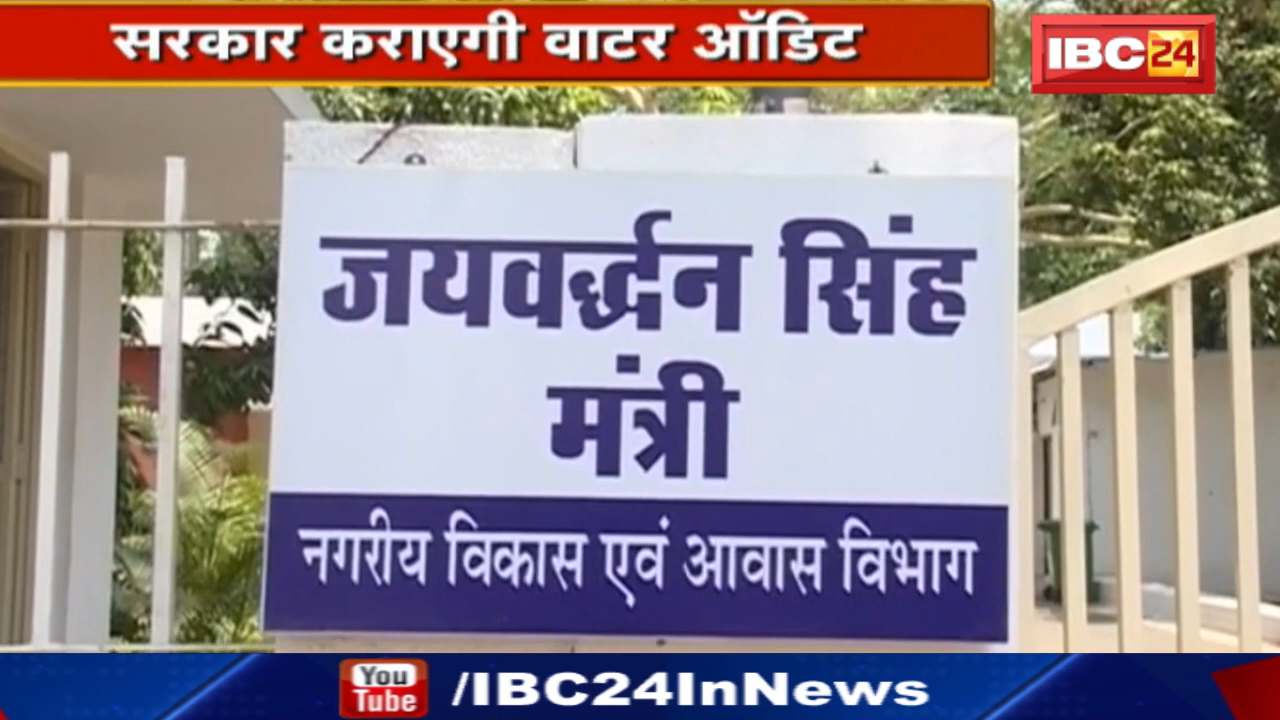 सरकार कराएगी वाटर ऑडिट
IBC24
जयवर्द्धन सिंह
मंत्री
नगरीय विकास एवं आवास विभाग
You
Tube
/IBC24InNews